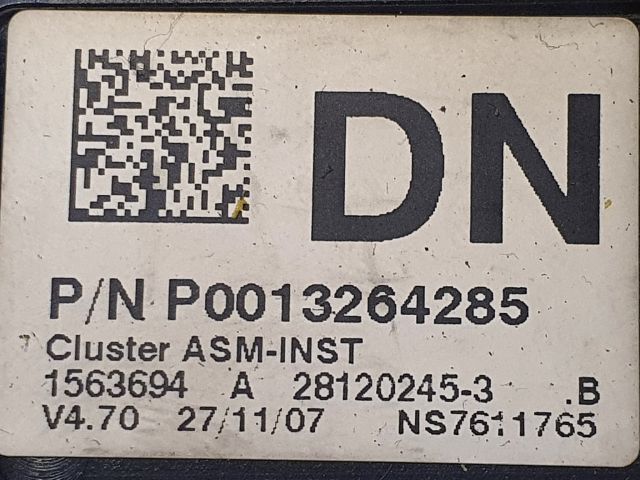 DN
P/N P0013264285
Cluster ASM-INST
1563694 A 28120245-3 .B
V4.70 27/11/07 NS7611765